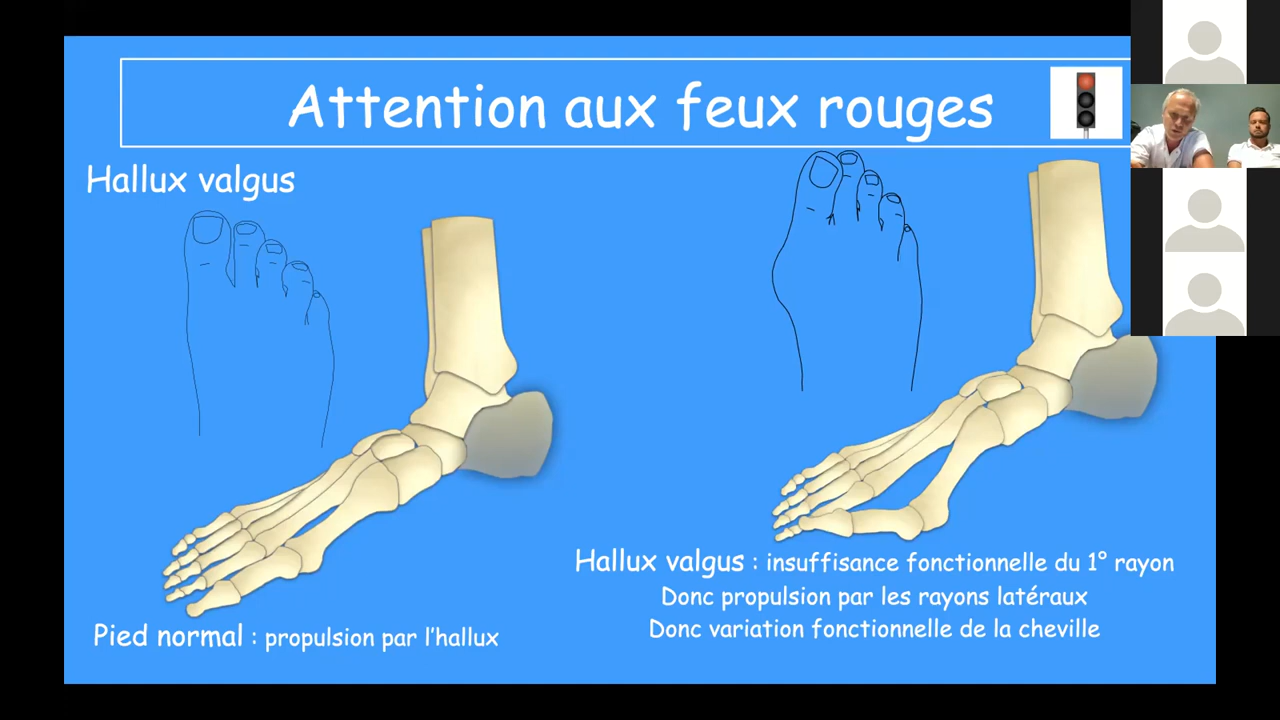 Attention aux feux rouges
Hallux valgus
Hallux valgus : insuffisance fonctionnelle du 1° rayon
Donc propulsion par les rayons latéraux
Donc variation fonctionnelle de la cheville
Pied normal : propulsion par l'hallux